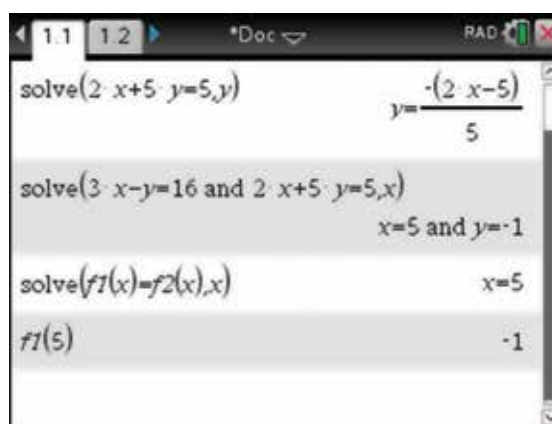 1.1 1.2 *Doc RAD
solve(2·x+5·y=5,y)
y=-(2·x-5)/5
solve(3·x-y=16 and 2·x+5·y=5,x)
x=5 and y=-1
solve(f1(x)=f2(x),x) x=5
f1(5) -1